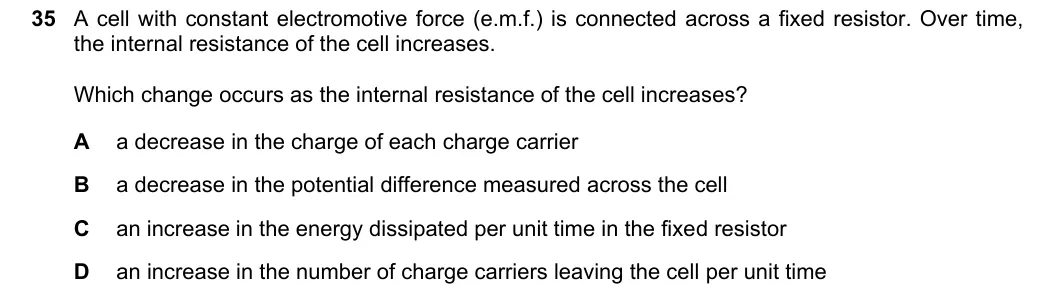 35 A cell with constant electromotive force (e.m.f.) is connected across a fixed resistor. Over time,
the internal resistance of the cell increases.
Which change occurs as the internal resistance of the cell increases?
A a decrease in the charge of each charge carrier
B a decrease in the potential difference measured across the cell
C an increase in the energy dissipated per unit time in the fixed resistor
D an increase in the number of charge carriers leaving the cell per unit time